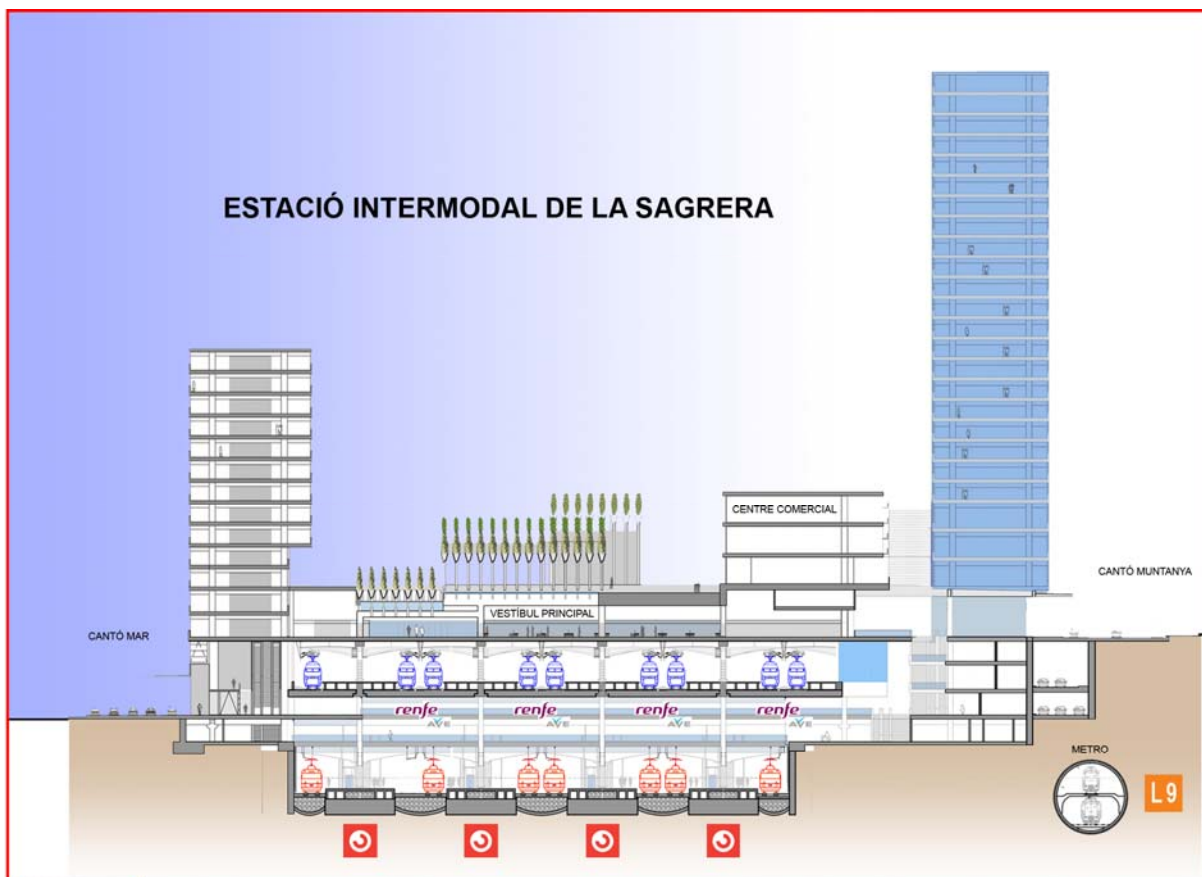 ESTACIÓ INTERMODAL DE LA SAGRERA
CENTRE COMERCIAL
CANTÓ MUNTANYA
VESTÍBUL PRINCIPAL
CANTÓ MAR
renfe renfe renfe renfe
AVE AVE AVE AVE
METRO
L9